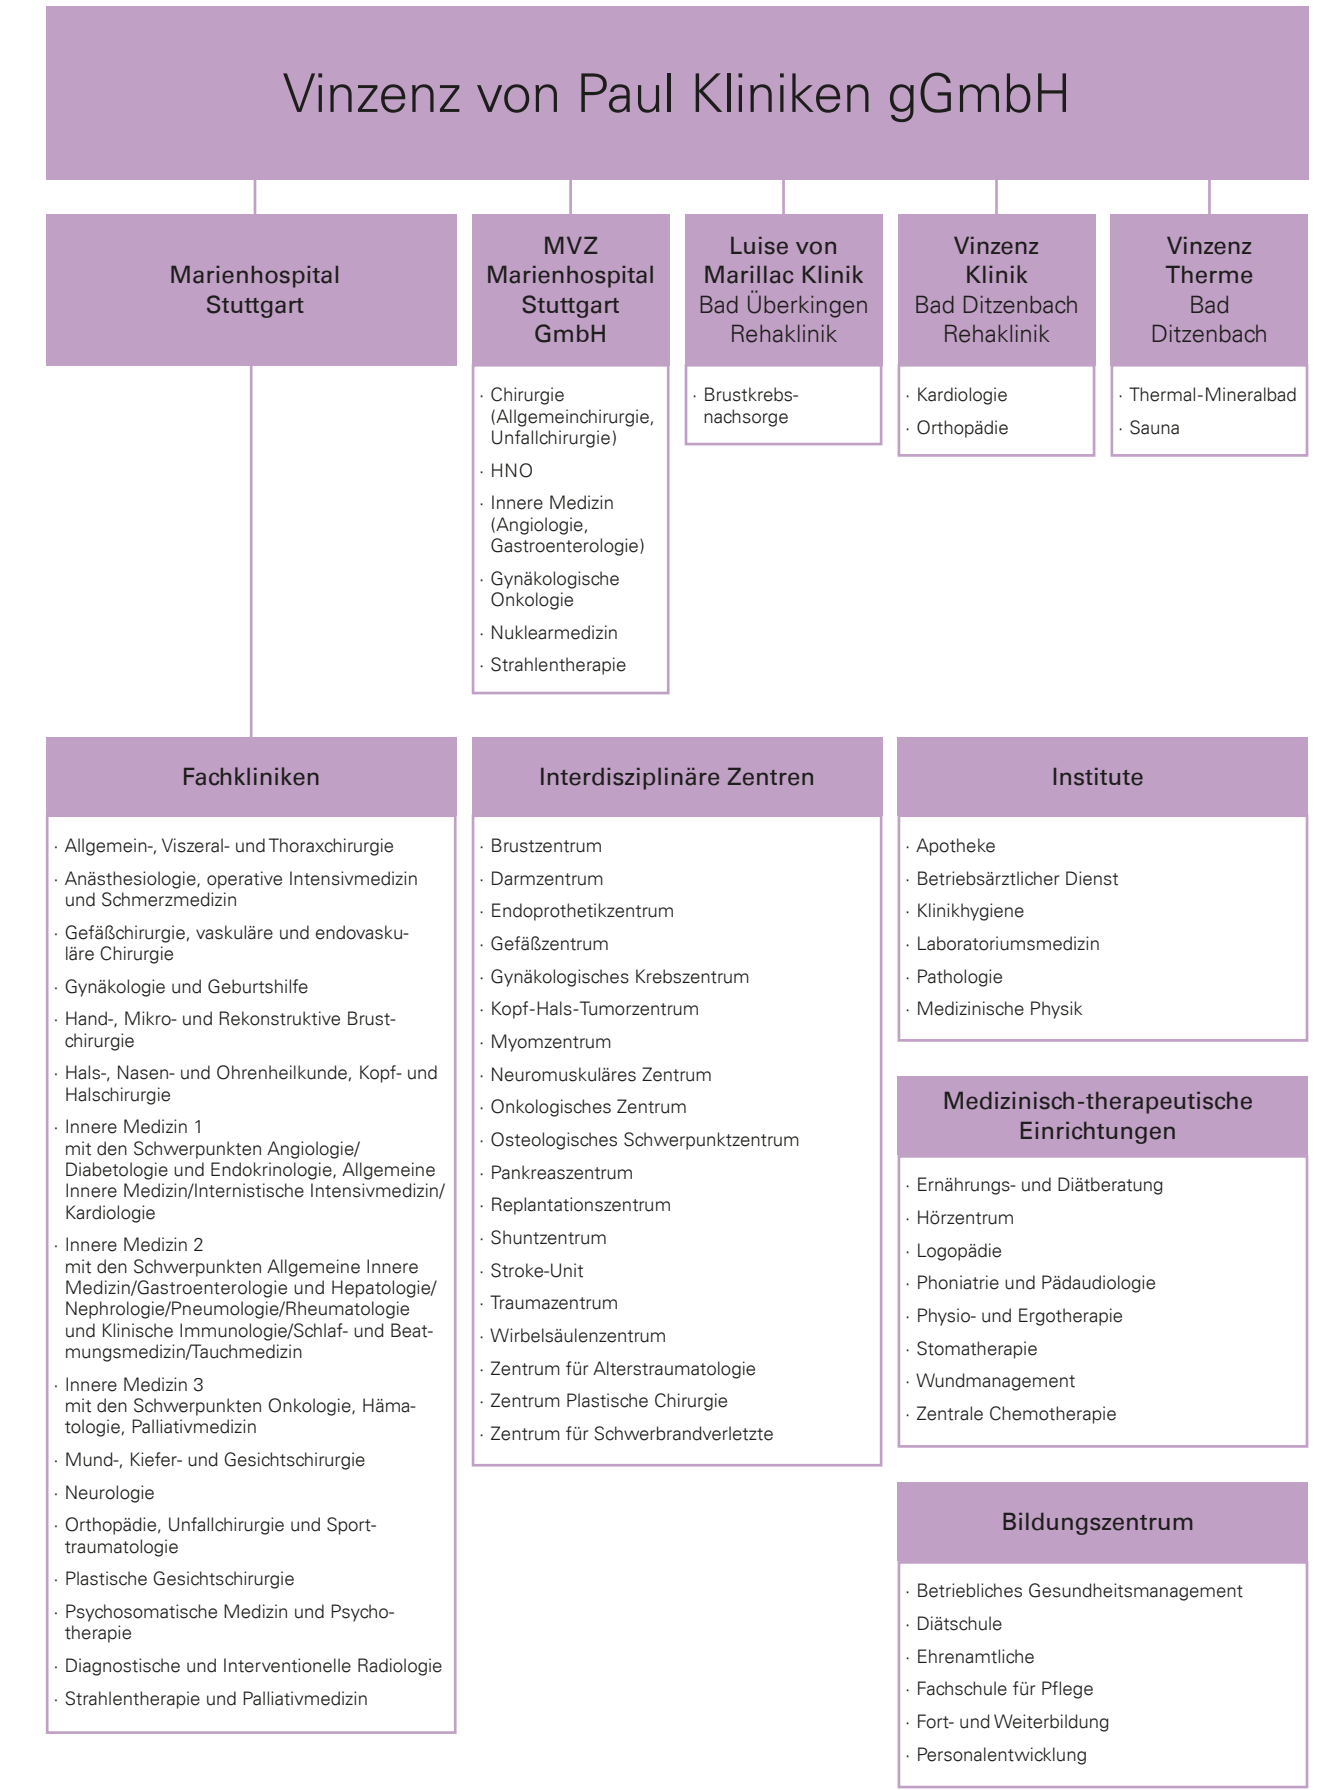 Vinzenz von Paul Kliniken gGmbH
Marienhospital
Stuttgart
MVZ
Marienhospital
Stuttgart
GmbH
· Chirurgie
(Allgemeinchirurgie,
Unfallchirurgie)
· HNO
· Innere Medizin
(Angiologie,
Gastroenterologie)
· Gynäkologische
Onkologie
· Nuklearmedizin
· Strahlentherapie
Luise von
Marillac Klinik
Bad Überkingen
Rehaklinik
· Brustkrebs-
nachsorge
Vinzenz
Klinik
Bad Ditzenbach
Rehaklinik
· Kardiologie
· Orthopädie
Vinzenz
Therme
Bad
Ditzenbach
· Thermal-Mineralbad
· Sauna
Fachkliniken
· Allgemein-, Viszeral- und Thoraxchirurgie
· Anästhesiologie, operative Intensivmedizin
und Schmerzmedizin
· Gefäßchirurgie, vaskuläre und endovasku-
läre Chirurgie
· Gynäkologie und Geburtshilfe
· Hand-, Mikro- und Rekonstruktive Brust-
chirurgie
· Hals-, Nasen- und Ohrenheilkunde, Kopf- und
Halschirurgie
· Innere Medizin 1
mit den Schwerpunkten Angiologie/
Diabetologie und Endokrinologie, Allgemeine
Innere Medizin/Internistische Intensivmedizin/
Kardiologie
· Innere Medizin 2
mit den Schwerpunkten Allgemeine Innere
Medizin/Gastroenterologie und Hepatologie/
Nephrologie/Pneumologie/Rheumatologie
und Klinische Immunologie/Schlaf- und Beat-
mungsmedizin/Tauchmedizin
· Innere Medizin 3
mit den Schwerpunkten Onkologie, Häma-
tologie, Palliativmedizin
· Mund-, Kiefer- und Gesichtschirurgie
· Neurologie
· Orthopädie, Unfallchirurgie und Sport-
traumatologie
· Plastische Gesichtschirurgie
· Psychosomatische Medizin und Psycho-
therapie
· Diagnostische und Interventionelle Radiologie
· Strahlentherapie und Palliativmedizin
Interdisziplinäre Zentren
· Brustzentrum
· Darmzentrum
· Endoprothetikzentrum
· Gefäßzentrum
· Gynäkologisches Krebszentrum
· Kopf-Hals-Tumorzentrum
· Myomzentrum
· Neuromuskuläres Zentrum
· Onkologisches Zentrum
· Osteologisches Schwerpunktzentrum
· Pankreaszentrum
· Replantationszentrum
· Shuntzentrum
· Stroke-Unit
· Traumazentrum
· Wirbelsäulenzentrum
· Zentrum für Alterstraumatologie
· Zentrum Plastische Chirurgie
· Zentrum für Schwerbrandverletzte
Institute
· Apotheke
· Betriebsärztlicher Dienst
· Klinikhygiene
· Laboratoriumsmedizin
· Pathologie
· Medizinische Physik
Medizinisch-therapeutische
Einrichtungen
· Ernährungs- und Diätberatung
· Hörzentrum
· Logopädie
· Phoniatrie und Pädaudiologie
· Physio- und Ergotherapie
· Stomatherapie
· Wundmanagement
· Zentrale Chemotherapie
Bildungszentrum
· Betriebliches Gesundheitsmanagement
· Diätschule
· Ehrenamtliche
· Fachschule für Pflege
· Fort- und Weiterbildung
· Personalentwicklung